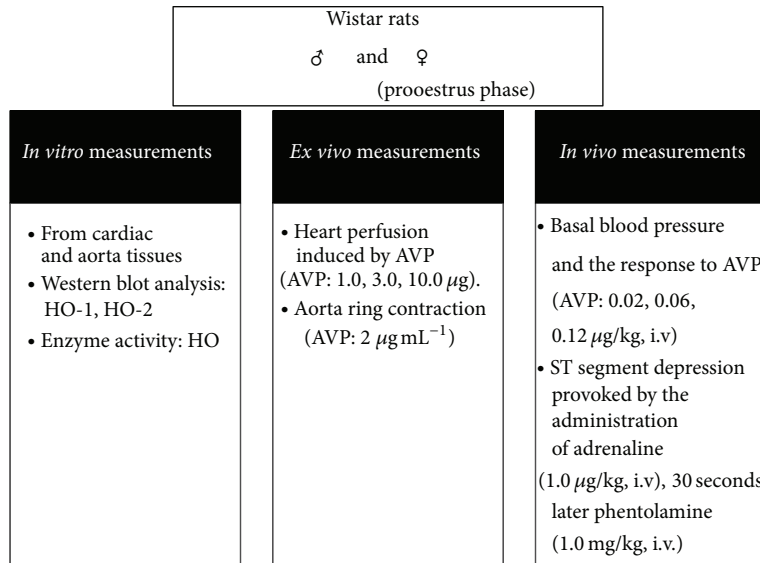 Wistar rats
♂ and ♀
(prooestrus phase)
In vitro measurements
• From cardiac
and aorta tissues
• Western blot analysis:
HO-1, HO-2
• Enzyme activity: HO
Ex vivo measurements
• Heart perfusion
induced by AVP
(AVP: 1.0, 3.0, 10.0 μg).
• Aorta ring contraction
(AVP: 2 μg mL⁻¹)
In vivo measurements
• Basal blood pressure
and the response to AVP
(AVP: 0.02, 0.06,
0.12 μg/kg, i.v)
• ST segment depression
provoked by the
administration
of adrenaline
(1.0 μg/kg, i.v), 30 seconds
later phentolamine
(1.0 mg/kg, i.v.)